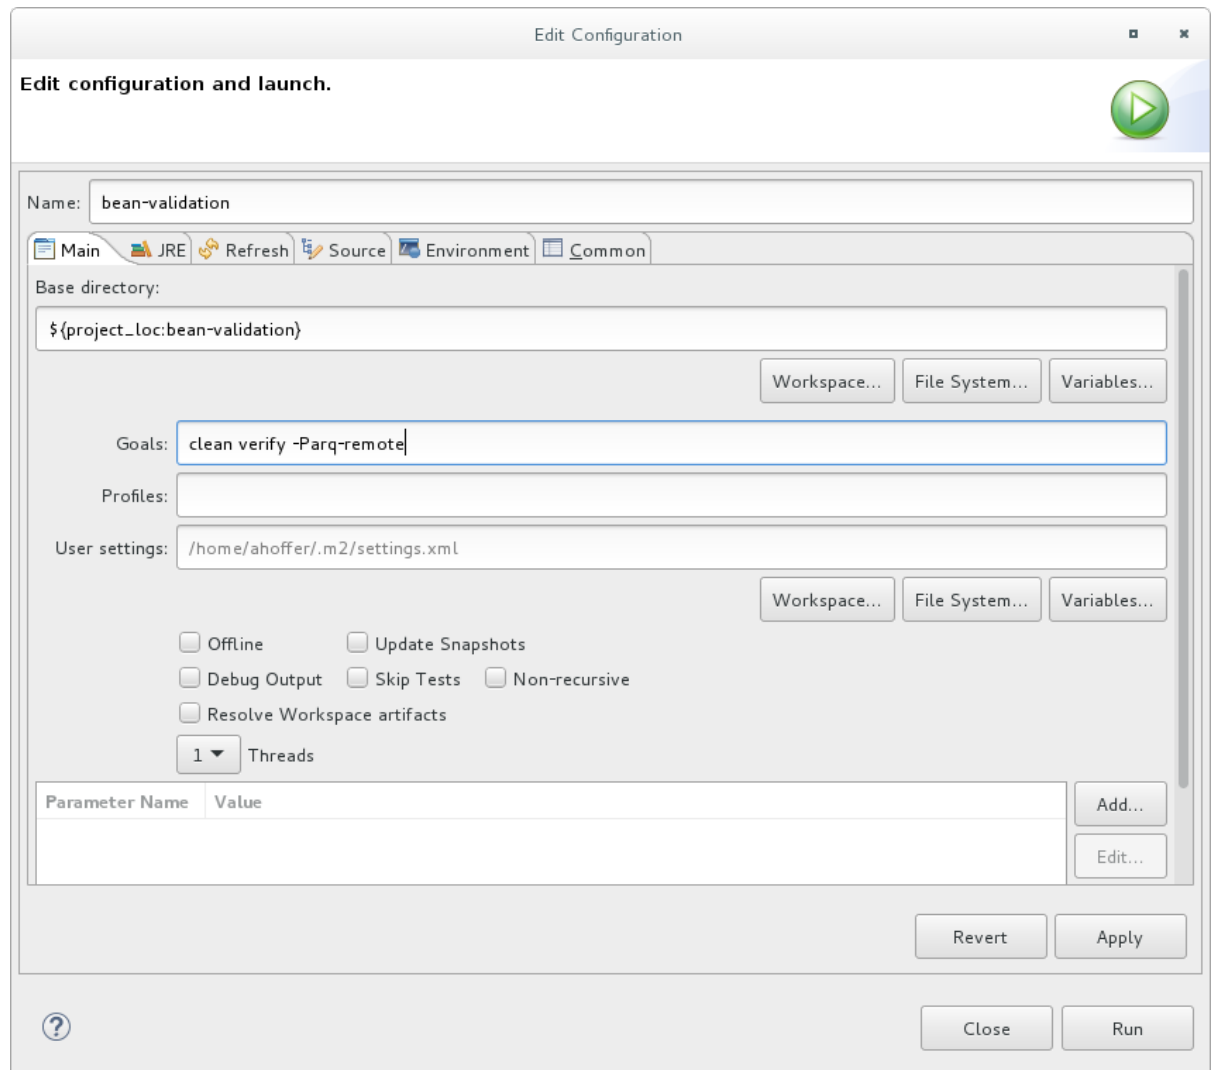 Edit Configuration
Edit configuration and launch.
Name: bean-validation
Main JRE Refresh Source Environment Common
Base directory:
${project_loc:bean-validation}
Workspace... File System... Variables...
Goals: clean verify -Parq-remote
Profiles:
User settings: /home/ahoffer/.m2/settings.xml
Workspace... File System... Variables...
Offline Update Snapshots
Debug Output Skip Tests Non-recursive
Resolve Workspace artifacts
1 Threads
Parameter Name Value Add...
Edit...
Revert Apply
? Close Run